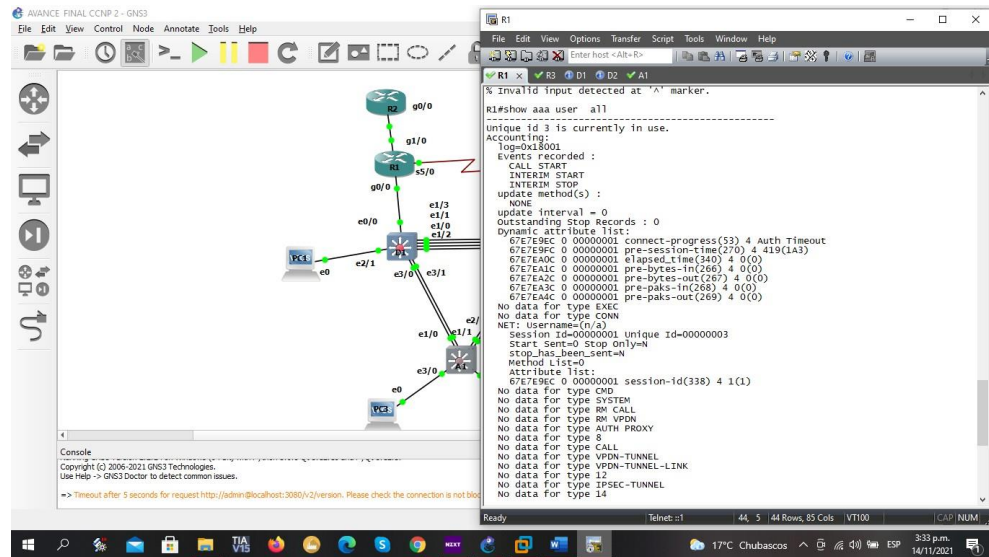 AVANCE FINAL CCNP 2 - GNS3
File Edit View Control Node Annotate Tools Help
R2
g0/0
g1/0
R1
s5/0
g0/0
e1/3
e1/1
e1/0
e1/2
e0/0
D1
PC1
e0
e2/1
e3/0
e3/1
e2/
e1/0
e1/1
e3/0
A1
e0
PC3
Console
Copyright (c) 2006-2021 GNS3 Technologies.
Use Help -> GNS3 Doctor to detect common issues.
=> Timeout after 5 seconds for request http://admin@localhost:3080/v2/version. Please check the connection is not bloc
R1
File Edit View Options Transfer Script Tools Window Help
Enter host <Alt+R>
R1 R3 D1 D2 A1
% Invalid input detected at '^' marker.
R1#show aaa user all
--------------------------------------------------
Unique id 3 is currently in use.
Accounting:
log=0x18001
Events recorded :
CALL START
INTERIM START
INTERIM STOP
update method(s) :
NONE
update interval = 0
Outstanding Stop Records : 0
Dynamic attribute list:
67E7E9EC 0 00000001 connect-progress(53) 4 Auth Timeout
67E7E9FC 0 00000001 pre-session-time(270) 4 419(1A3)
67E7EA0C 0 00000001 elapsed_time(340) 4 0(0)
67E7EA1C 0 00000001 pre-bytes-in(266) 4 0(0)
67E7EA2C 0 00000001 pre-bytes-out(267) 4 0(0)
67E7EA3C 0 00000001 pre-paks-in(268) 4 0(0)
67E7EA4C 0 00000001 pre-paks-out(269) 4 0(0)
No data for type EXEC
No data for type CONN
NET: Username=(n/a)
Session Id=00000001 Unique Id=00000003
Start Sent=0 Stop Only=N
stop_has_been_sent=N
Method List=0
Attribute list:
67E7E9EC 0 00000001 session-id(338) 4 1(1)
No data for type CMD
No data for type SYSTEM
No data for type RM CALL
No data for type RM VPDN
No data for type AUTH PROXY
No data for type 8
No data for type CALL
No data for type VPDN-TUNNEL
No data for type VPDN-TUNNEL-LINK
No data for type 12
No data for type IPSEC-TUNNEL
No data for type 14
Ready Telnet: ::1 44, 5 44 Rows, 85 Cols VT100 CAP NUM
TIA V15
NEXT
17°C Chubascos ESP 3:33 p.m.
14/11/2021